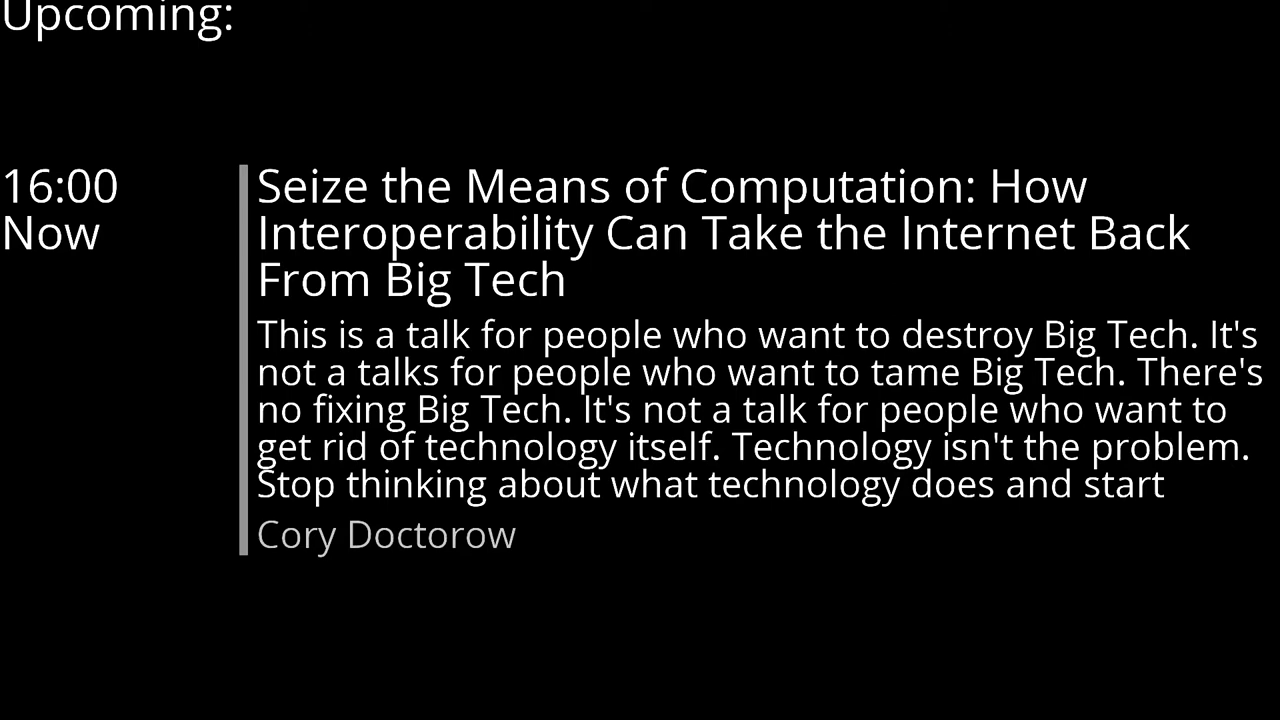 Upcoming:
16:00
Now
Seize the Means of Computation: How
Interoperability Can Take the Internet Back
From Big Tech
This is a talk for people who want to destroy Big Tech. It's
not a talks for people who want to tame Big Tech. There's
no fixing Big Tech. It's not a talk for people who want to
get rid of technology itself. Technology isn't the problem.
Stop thinking about what technology does and start
Cory Doctorow